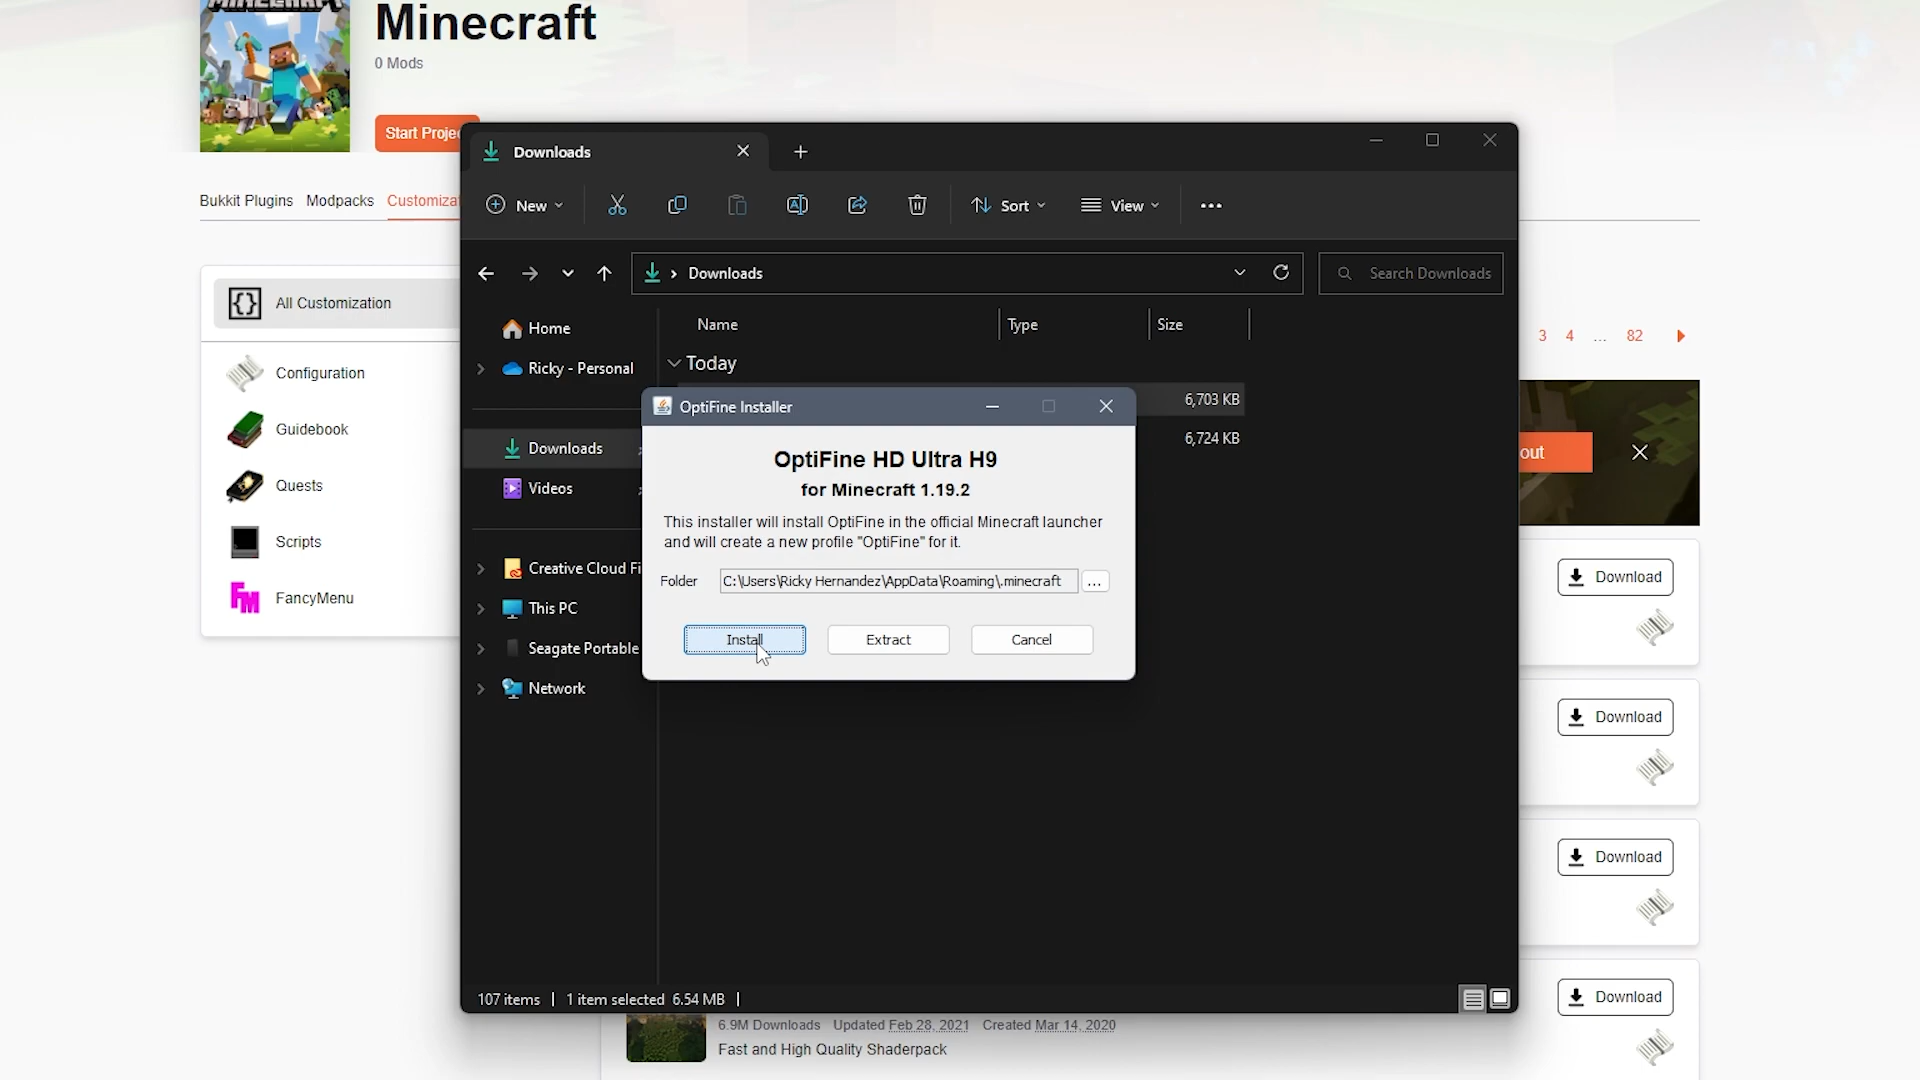 MINECRAFT
Minecraft
0 Mods
Start Projec
Bukkit Plugins Modpacks Customizat
All Customization
Configuration
Guidebook
Quests
Scripts
FancyMenu
Downloads
New
Sort
View
Downloads
Search Downloads
Home
Ricky - Personal
Downloads
Videos
Creative Cloud Fi
This PC
Seagate Portable
Network
Name Type Size
Today
6,703 KB
6,724 KB
OptiFine Installer
OptiFine HD Ultra H9
for Minecraft 1.19.2
This installer will install OptiFine in the official Minecraft launcher
and will create a new profile "OptiFine" for it.
Folder C:\Users\Ricky Hernandez\AppData\Roaming\.minecraft ...
Install Extract Cancel
107 items 1 item selected 6.54 MB
3 4 ... 82
out
Download
Download
Download
Download
6.9M Downloads Updated Feb 28, 2021 Created Mar 14, 2020
Fast and High Quality Shaderpack